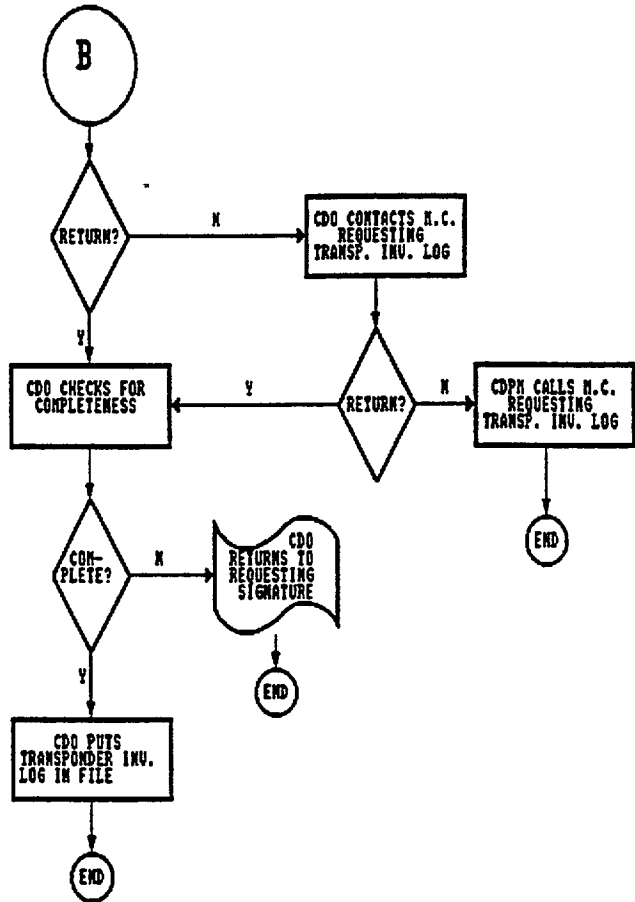 B
RETURN?
N
CDO CONTACTS M.C.
REQUESTING
TRANSP. INV. LOG
Y
CDO CHECKS FOR
COMPLETENESS
Y
RETURN?
N
CDPM CALLS M.C.
REQUESTING
TRANSP. INV. LOG
END
COM-
PLETE?
N
CDO
RETURNS TO
REQUESTING
SIGNATURE
END
Y
CDO PUTS
TRANSPONDER INV.
LOG IN FILE
END